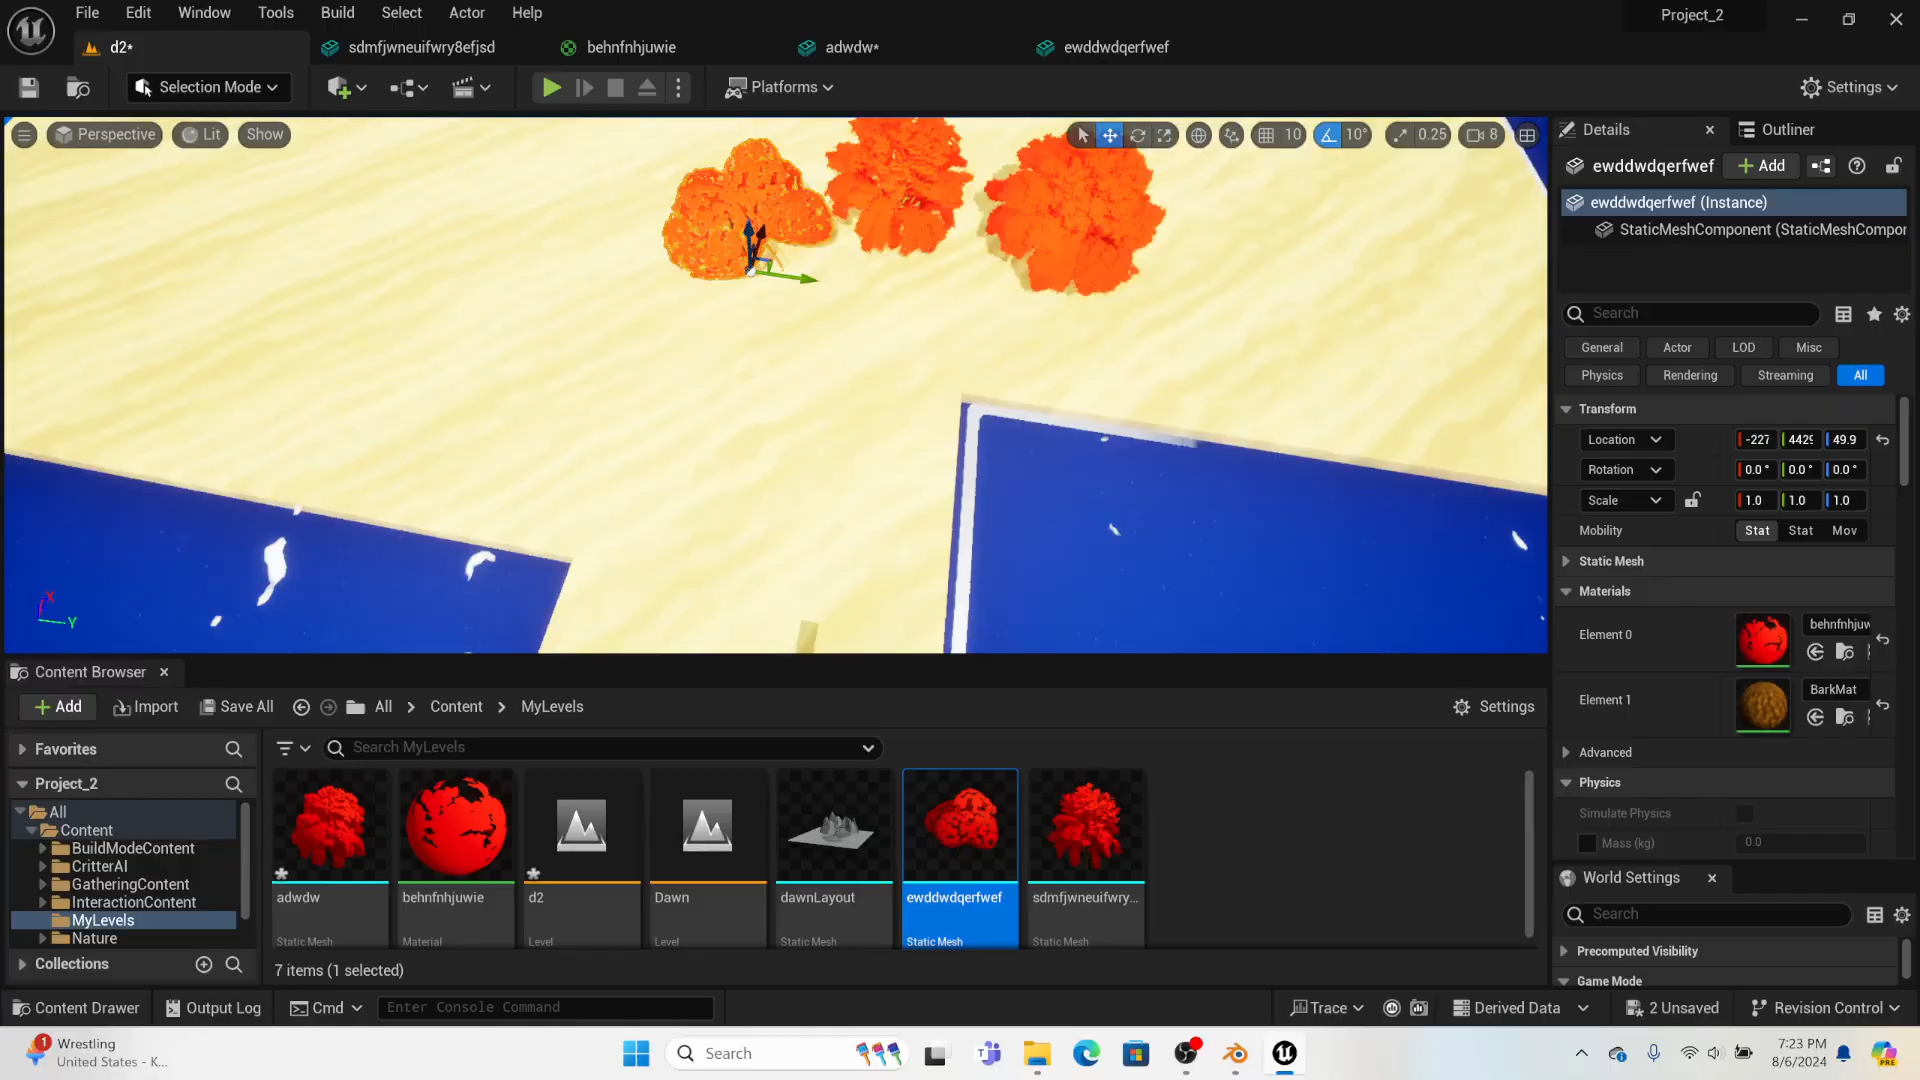 File Edit Window Tools Build Select Actor Help
Project_2
d2*
sdmfjwneuifwry8efjsd
behnfnhjuwie
adwdw*
ewddwdqerfwef
Selection Mode
Platforms
Settings
Perspective
Lit
Show
10
10°
0.25
8
X
Y
Details
Outliner
ewddwdqerfwef
Add
ewddwdqerfwef (Instance)
StaticMeshComponent (StaticMeshCompor
Search
General
Actor
LOD
Misc
Physics
Rendering
Streaming
All
Transform
Location -227 4429 49.9
Rotation 0.0 ° 0.0 ° 0.0 °
Scale 1.0 1.0 1.0
Mobility Stat Stat Mov
Static Mesh
Materials
Element 0
behnfnhjuw
Element 1
BarkMat
Advanced
Physics
Simulate Physics
Mass (kg) 0.0
World Settings
Search
Precomputed Visibility
Game Mode
Content Browser
Add
Import
Save All
All
Content
MyLevels
Settings
Favorites
Search MyLevels
Project_2
All
Content
BuildModeContent
CritterAI
GatheringContent
InteractionContent
MyLevels
Nature
Collections
adwdw
Static Mesh
behnfnhjuwie
Material
d2
Level
Dawn
Level
dawnLayout
Static Mesh
ewddwdqerfwef
Static Mesh
sdmfjwneuifwry...
Static Mesh
7 items (1 selected)
Content Drawer
Output Log
Cmd
Enter Console Command
Trace
Derived Data
2 Unsaved
Revision Control
1
Wrestling
United States - K...
Search
7:23 PM
8/6/2024
PRE